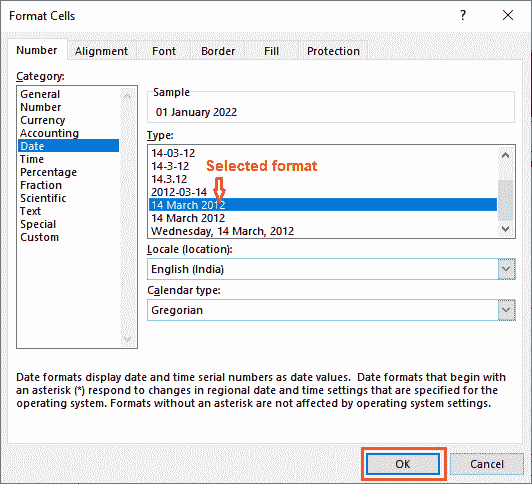 Format Cells
? ×
Number Alignment Font Border Fill Protection
Category:
General
Number
Currency
Accounting
Date
Time
Percentage
Fraction
Scientific
Text
Special
Custom
Sample
01 January 2022
Type:
14-03-12
14-3-12
14.3.12
2012-03-14
14 March 2012
14 March 2012
Wednesday, 14 March, 2012
Selected format
Locale (location):
English (India)
Calendar type:
Gregorian
Date formats display date and time serial numbers as date values.  Date formats that begin with
an asterisk (*) respond to changes in regional date and time settings that are specified for the
operating system. Formats without an asterisk are not affected by operating system settings.
OK Cancel